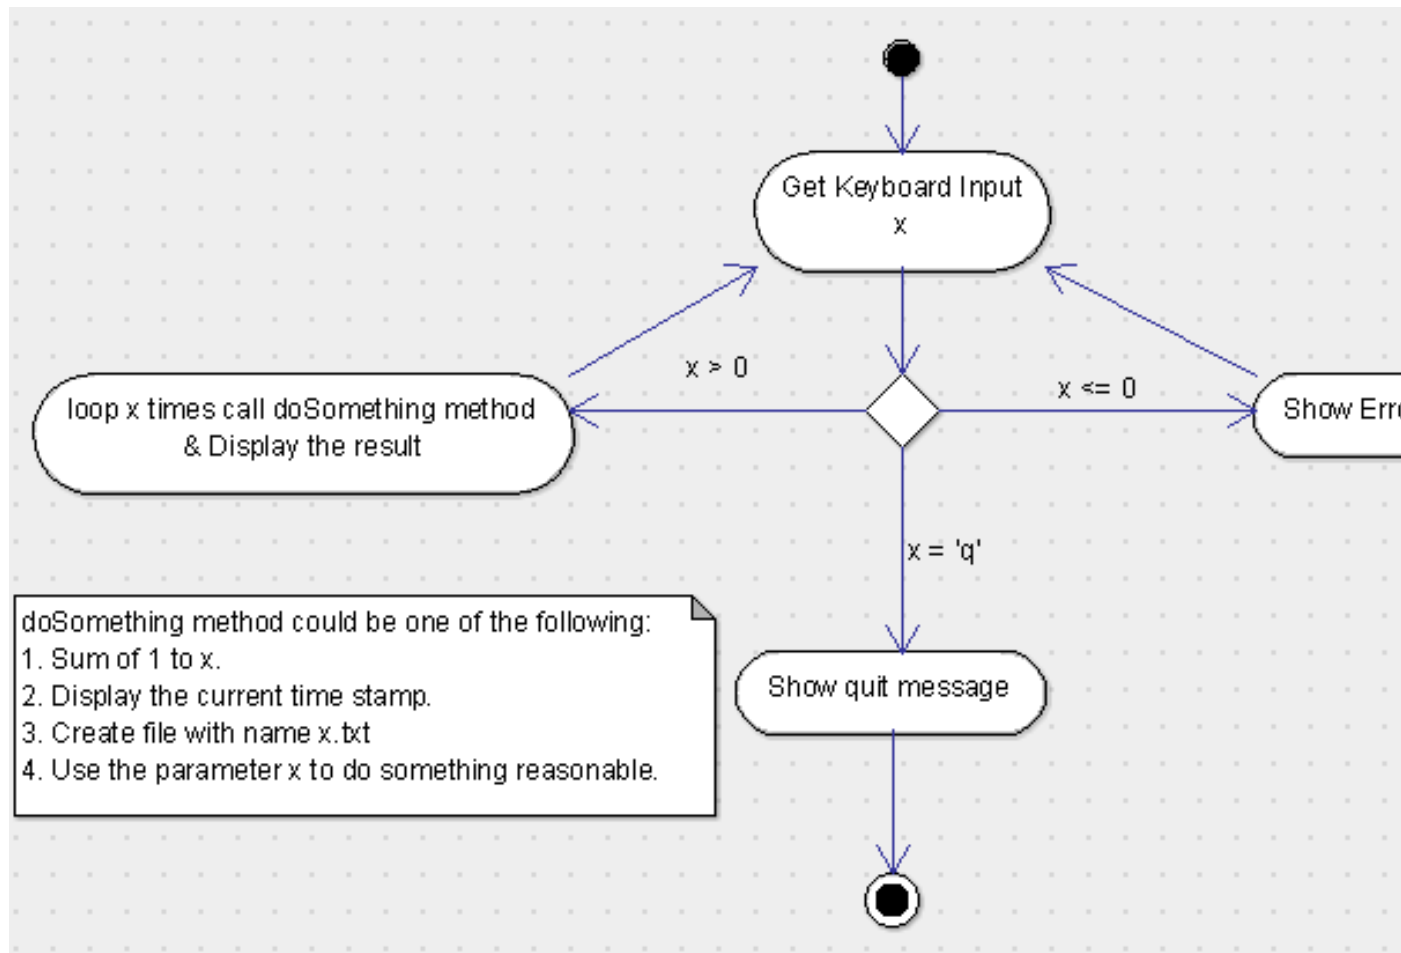 Get Keyboard Input
x
x > 0
x <= 0
loop x times call doSomething method
& Display the result
Show
x = 'q'
doSomething method could be one of the following:
1. Sum of 1 to x.
2. Display the current time stamp.
3. Create file with name x.txt
4. Use the parameter x to do something reasonable.
Show quit message